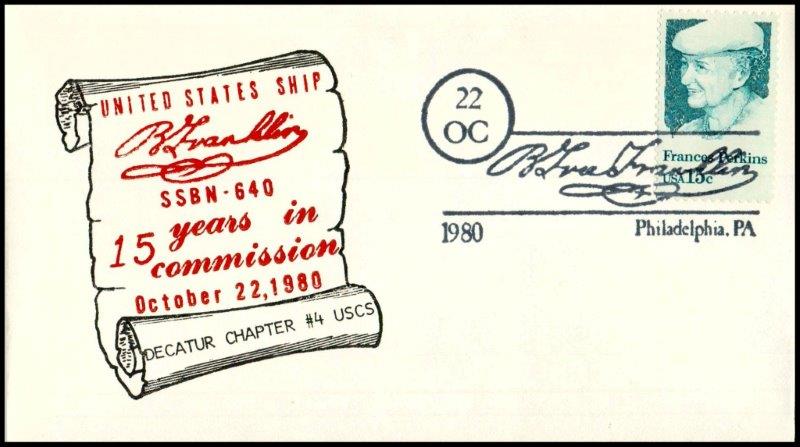 UNITED STATES SHIP
B Franklin
SSBN-640
15 years in
commission
October 22, 1980
DECATUR CHAPTER #4 USCS
22
OC
B Free Franklin
Frances Perkins
USA 15c
1980
Philadelphia, PA